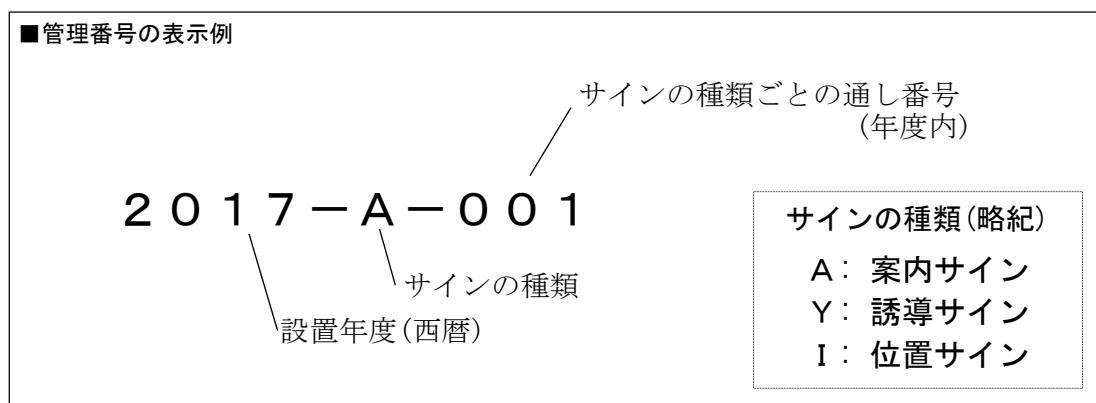 ■管理番号の表示例
サインの種類ごとの通し番号
(年度内)
２０１７－Ａ－００１
サインの種類
設置年度(西暦)
サインの種類(略紀)
Ａ： 案内サイン
Ｙ： 誘導サイン
Ｉ： 位置サイン